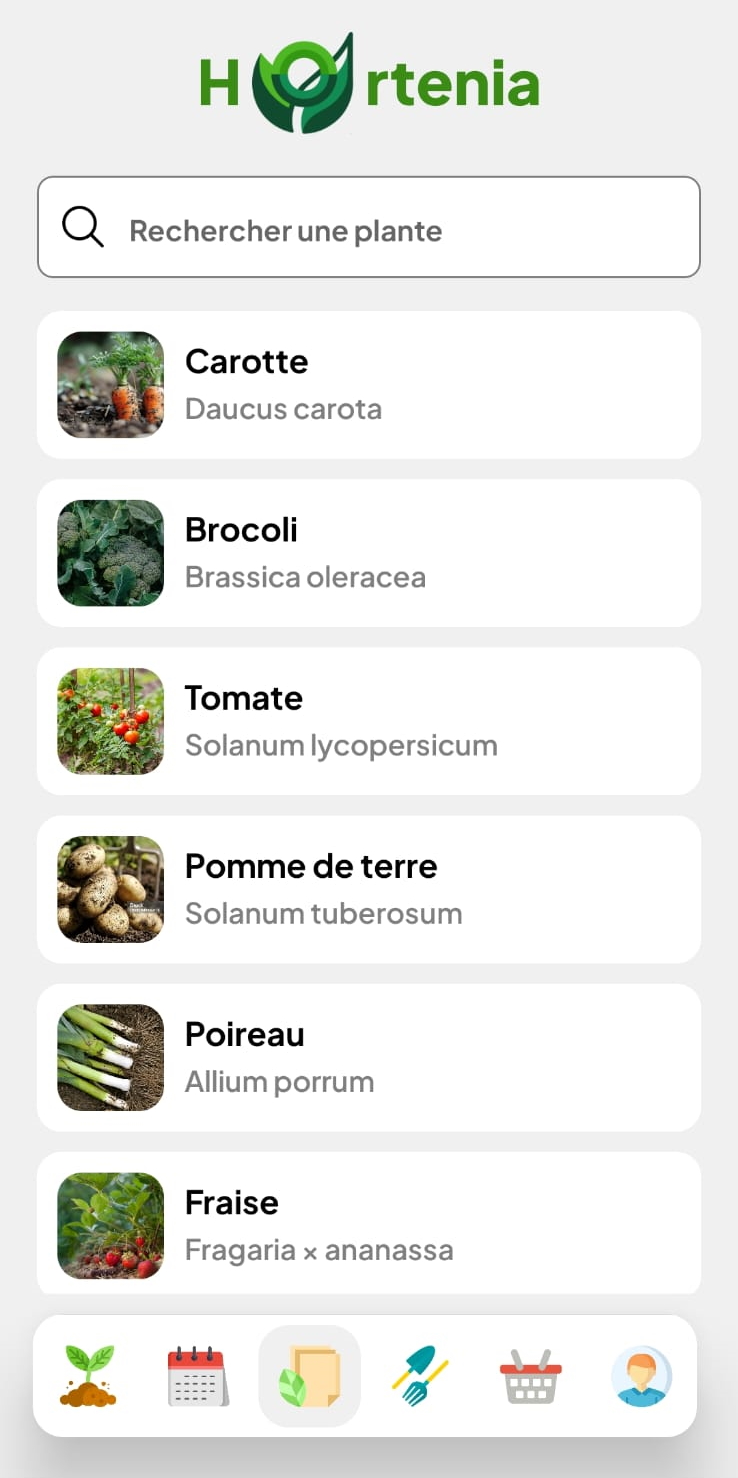 Hortenia
Rechercher une plante
Carotte
Daucus carota
Brocoli
Brassica oleracea
Tomate
Solanum lycopersicum
Pomme de terre
Solanum tuberosum
Poireau
Allium porrum
Fraise
Fragaria × ananassa